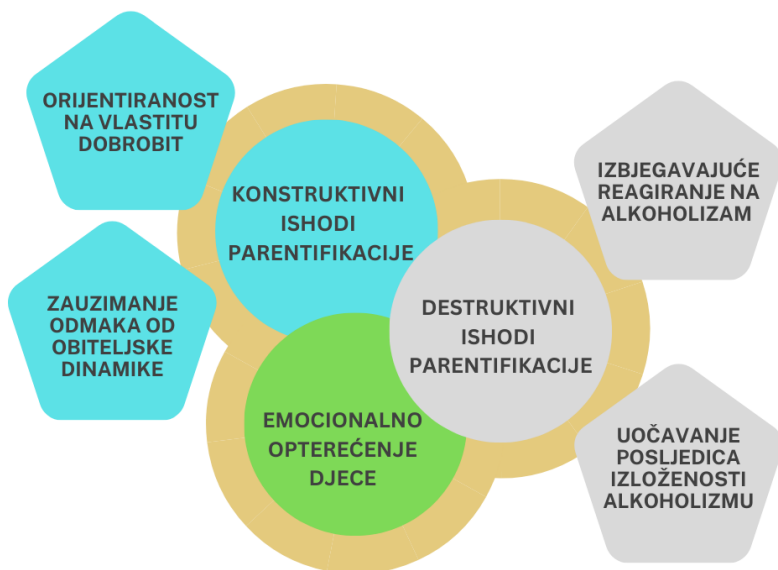 ORIJENTIRANOST
NA VLASTITU
DOBROBIT
KONSTRUKTIVNI
ISHODI
PARENTIFIKACIJE
IZBJEGAVAJUĆE
REAGIRANJE NA
ALKOHOLIZAM
ZAUZIMANJE
ODMAKA OD
OBITELJSKE
DINAMIKE
DESTRUKTIVNI
ISHODI
PARENTIFIKACIJE
EMOCIONALNO
OPTEREĆENJE
DJECE
UOČAVANJE
POSLJEDICA
IZLOŽENOSTI
ALKOHOLIZMU